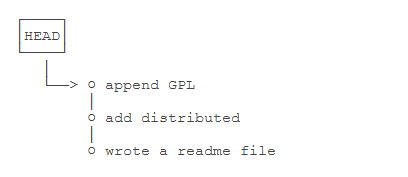 HEAD
append GPL
add distributed
wrote a readme file